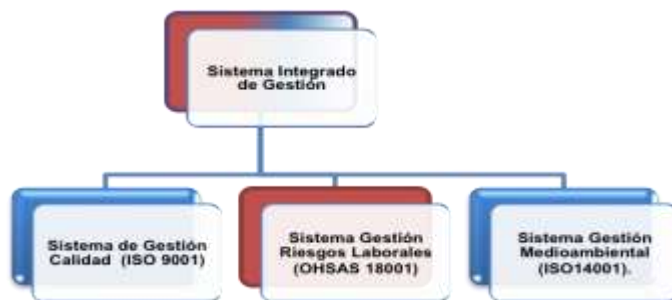 Sistema Integrado
de Gestión
Sistema de Gestión
Calidad (ISO 9001)
Sistema Gestión
Riesgos Laborales
(OHSAS 18001)
Sistema Gestión
Medioambiental
(ISO14001).